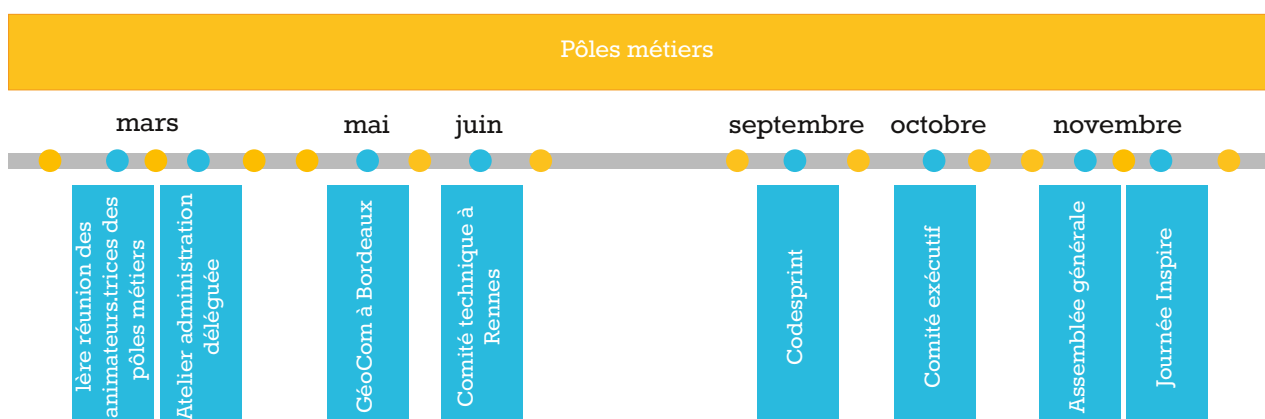 Pôles métiers
mars
mai
juin
septembre
octobre
novembre
1ère réunion des
animateurs.trices des
pôles métiers
Atelier administration
déléguée
GéoCom à Bordeaux
Comité technique à
Rennes
Codesprint
Comité exécutif
Assemblée générale
Journée Inspire